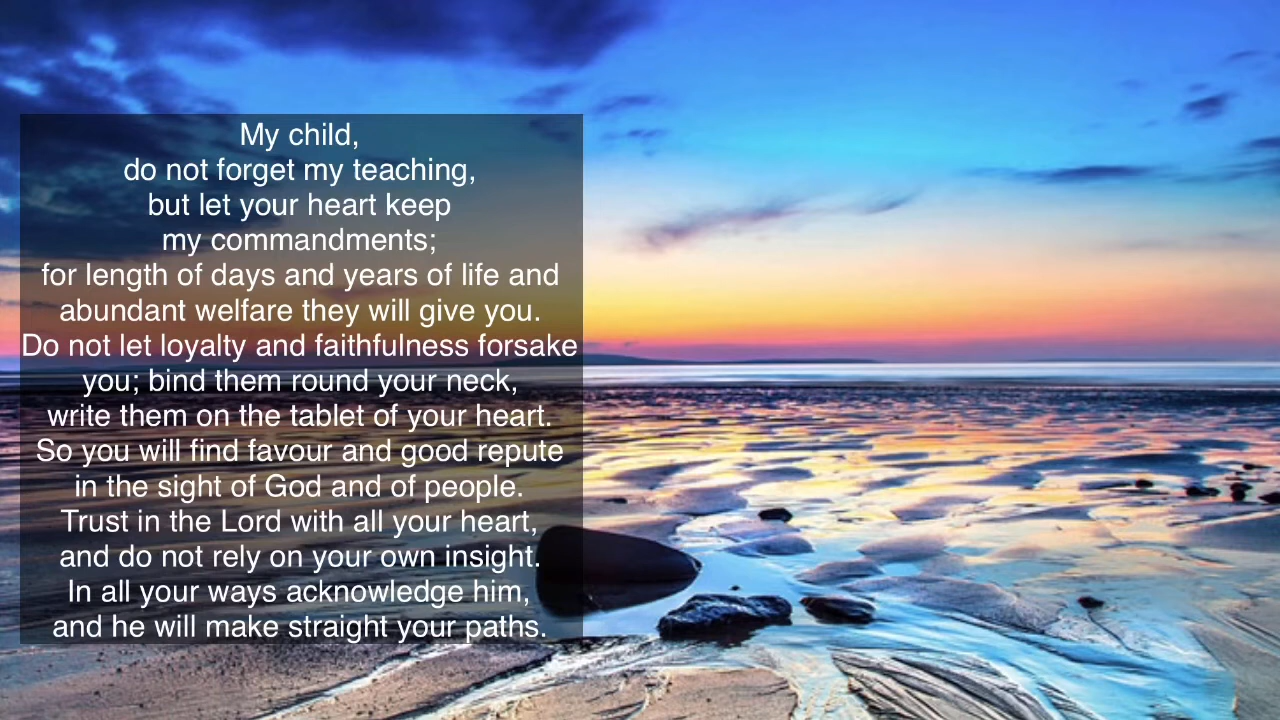 My child,
do not forget my teaching,
but let your heart keep
my commandments;
for length of days and years of life and
abundant welfare they will give you.
Do not let loyalty and faithfulness forsake
you; bind them round your neck,
write them on the tablet of your heart.
So you will find favour and good repute
in the sight of God and of people.
Trust in the Lord with all your heart,
and do not rely on your own insight.
In all your ways acknowledge him,
and he will make straight your paths.